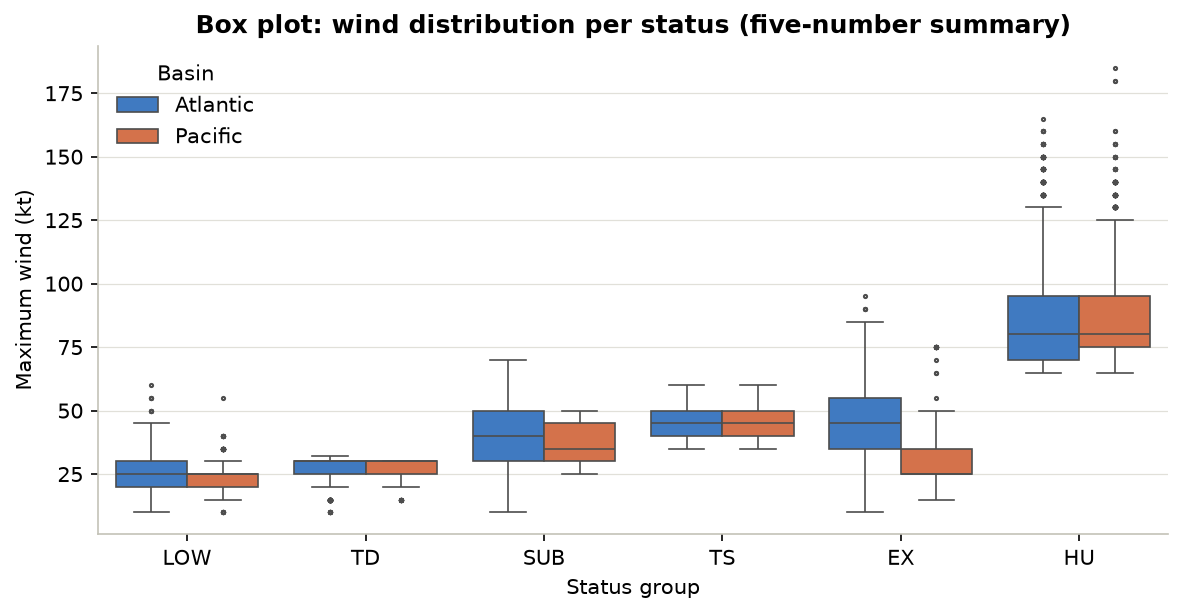 Box plot: wind distribution per status (five-number summary)
Basin
Atlantic
Pacific
Maximum wind (kt)
175
150
125
100
75
50
25
LOW
TD
SUB
TS
EX
HU
Status group